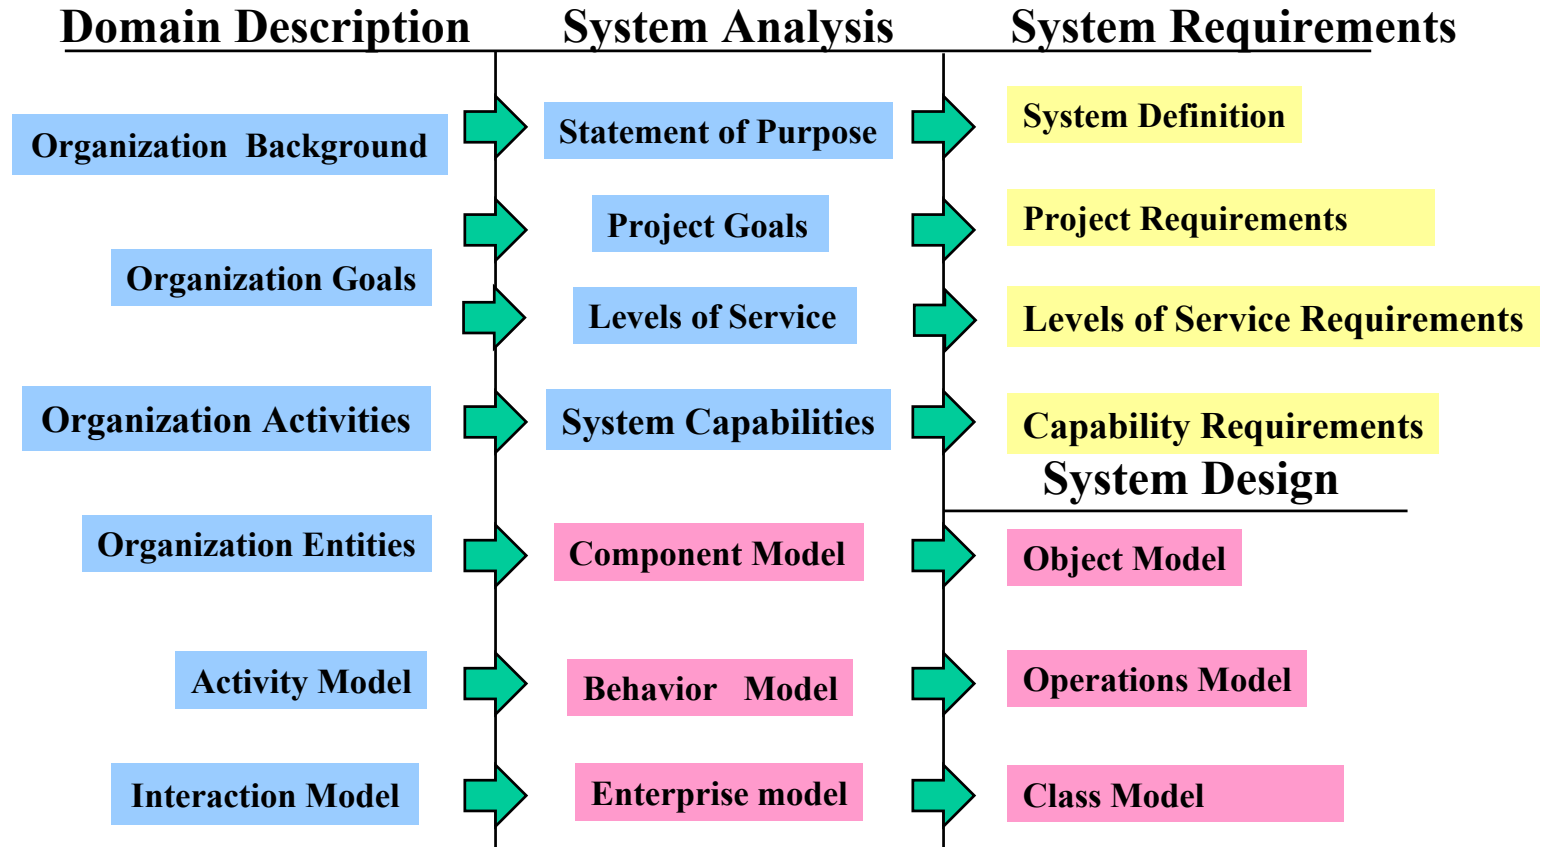 Domain Description
System Analysis
System Requirements
Organization Background
Statement of Purpose
System Definition
Organization Goals
Project Goals
Project Requirements
Levels of Service
Levels of Service Requirements
Organization Activities
System Capabilities
Capability Requirements
System Design
Organization Entities
Component Model
Object Model
Activity Model
Behavior Model
Operations Model
Interaction Model
Enterprise model
Class Model